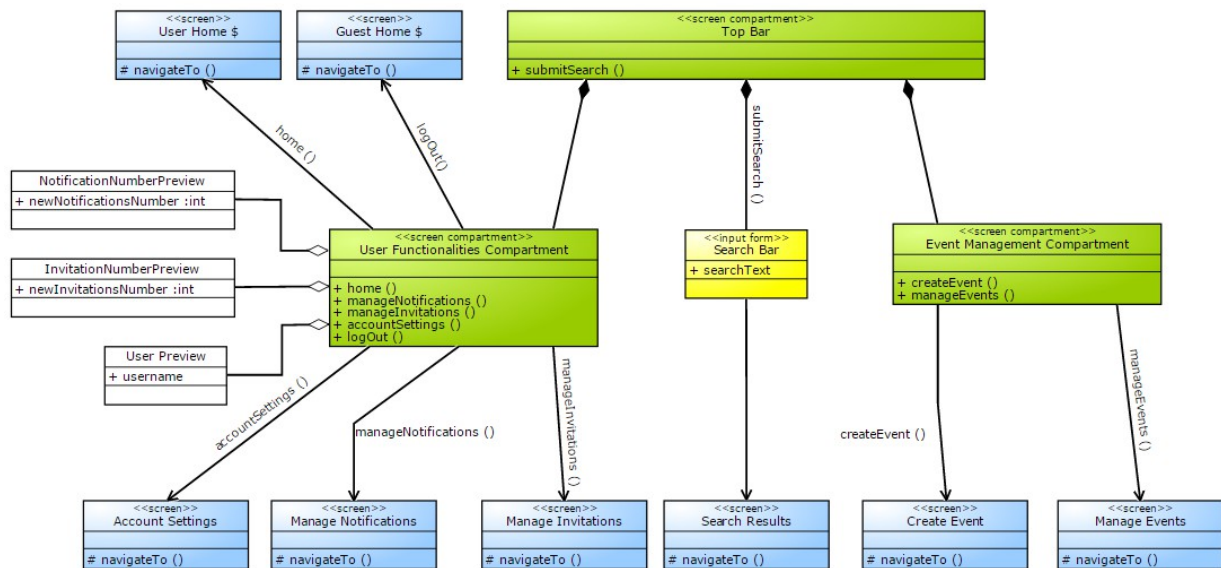 <<screen>>
User Home $
# navigateTo ()
<<screen>>
Guest Home $
# navigateTo ()
<<screen compartment>>
Top Bar
+ submitSearch ()
home ()
logOut()
submitSearch ()
NotificationNumberPreview
+ newNotificationsNumber :int
InvitationNumberPreview
+ newInvitationsNumber :int
User Preview
+ username
<<screen compartment>>
User Functionalities Compartment
+ home ()
+ manageNotifications ()
+ manageInvitations ()
+ accountSettings ()
+ logOut ()
<<input form>>
Search Bar
+ searchText
<<screen compartment>>
Event Management Compartment
+ createEvent ()
+ manageEvents ()
accountSettings ()
manageNotifications ()
manageInvitations ()
createEvent ()
manageEvents ()
<<screen>>
Account Settings
# navigateTo ()
<<screen>>
Manage Notifications
# navigateTo ()
<<screen>>
Manage Invitations
# navigateTo ()
<<screen>>
Search Results
# navigateTo ()
<<screen>>
Create Event
# navigateTo ()
<<screen>>
Manage Events
# navigateTo ()